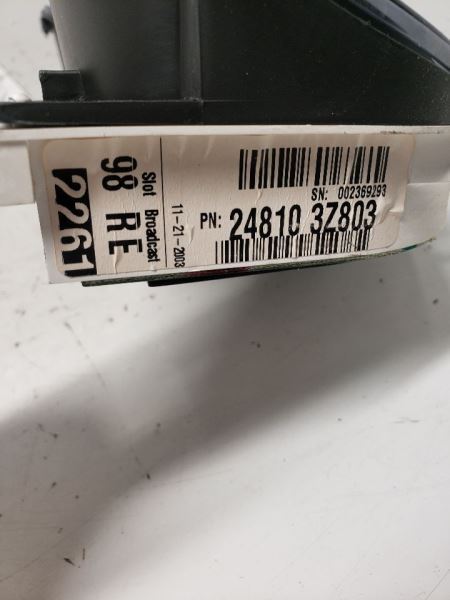 SN: 002369293
PN: 24810 3Z803
11-21-2003
Slot Broadcast
98 RE
2261